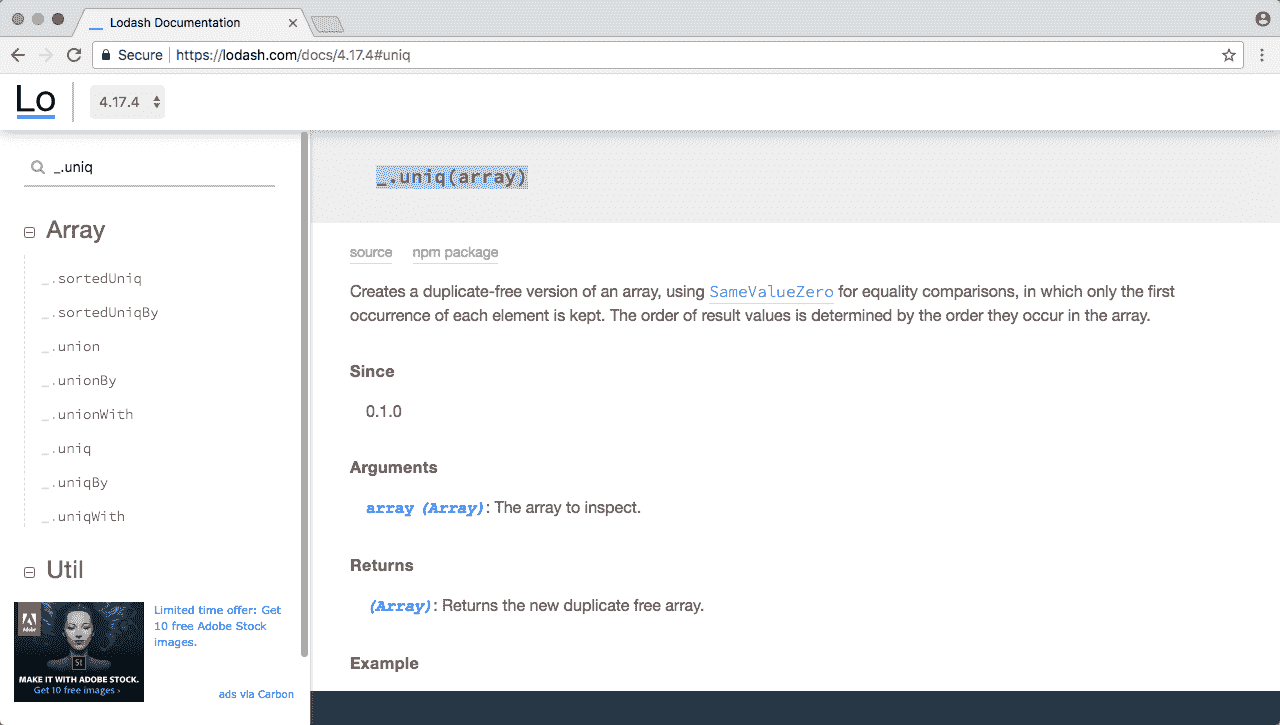 Lodash Documentation
Secure https://lodash.com/docs/4.17.4#uniq
Lo
4.17.4
_.uniq
Array
_.sortedUniq
_.sortedUniqBy
_.union
_.unionBy
_.unionWith
_.uniq
_.uniqBy
_.uniqWith
Util
Adobe
St
MAKE IT WITH ADOBE STOCK.
Get 10 free images ›
Limited time offer: Get
10 free Adobe Stock
images.
ads via Carbon
_.uniq(array)
source npm package
Creates a duplicate-free version of an array, using SameValueZero for equality comparisons, in which only the first
occurrence of each element is kept. The order of result values is determined by the order they occur in the array.
Since
0.1.0
Arguments
array (Array): The array to inspect.
Returns
(Array): Returns the new duplicate free array.
Example